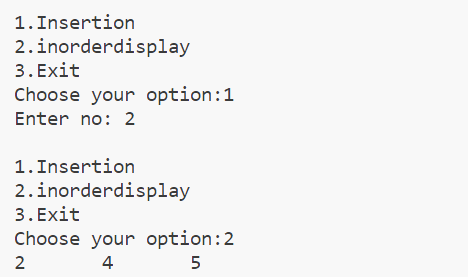 1.Insertion
2.inorderdisplay
3.Exit
Choose your option:1
Enter no: 2
1.Insertion
2.inorderdisplay
3.Exit
Choose your option:2
2 4 5